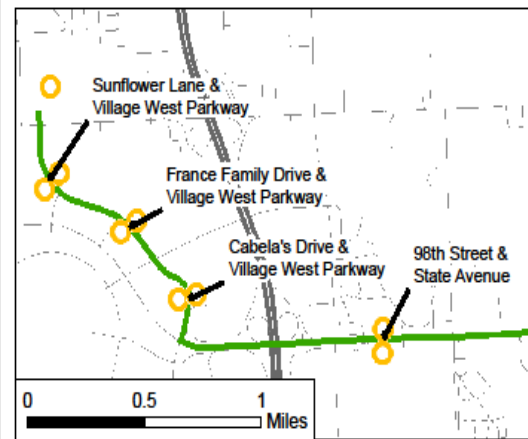 Sunflower Lane &
Village West Parkway
France Family Drive &
Village West Parkway
Cabela's Drive &
Village West Parkway
98th Street &
State Avenue
0 0.5 1
Miles